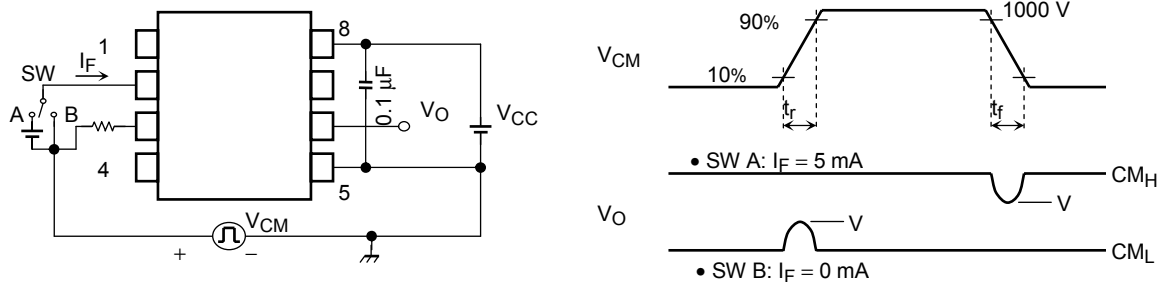 1
8
I_F
SW
A
B
4
5
0.1 µF
V_O
V_CC
V_CM
+
−
V_CM
90%
10%
1000 V
t_r
t_f
• SW A: I_F = 5 mA
CM_H
V
V_O
V
CM_L
• SW B: I_F = 0 mA